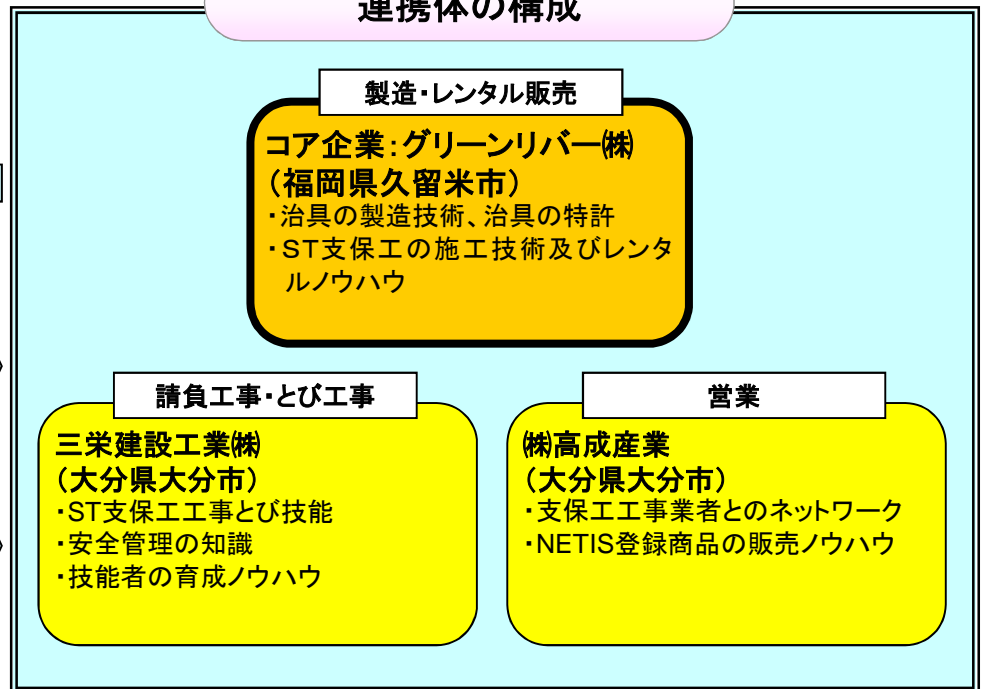 連携体の構成
製造・レンタル販売
コア企業：グリーンリバー㈱
（福岡県久留米市）
・治具の製造技術、治具の特許
・ST支保工の施工技術及びレンタ
ルノウハウ
請負工事・とび工事
三栄建設工業㈱
（大分県大分市）
・ST支保工工事とび技能
・安全管理の知識
・技能者の育成ノウハウ
営業
㈱高成産業
（大分県大分市）
・支保工工事業者とのネットワーク
・NETIS登録商品の販売ノウハウ